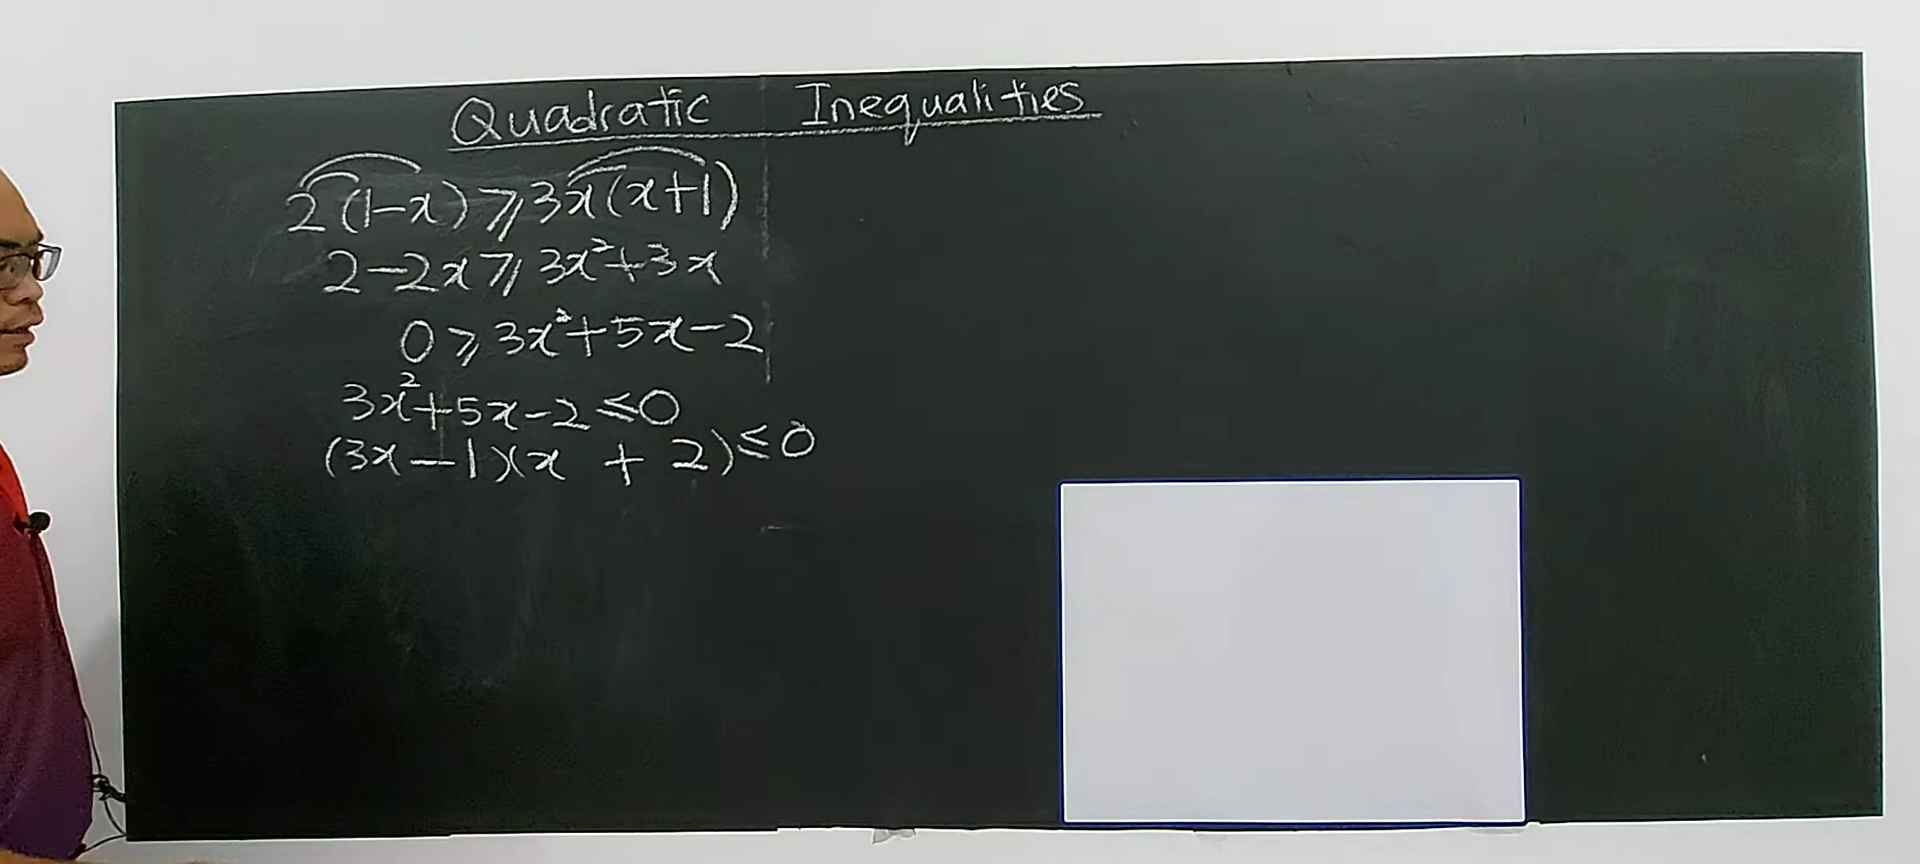 Quadratic Inequalities
2(1-x) ⩾ 3x(x+1)
2-2x ⩾ 3x²+3x
0 ⩾ 3x²+5x-2
3x²+5x-2 ≤ 0
(3x-1)(x + 2) ≤ 0